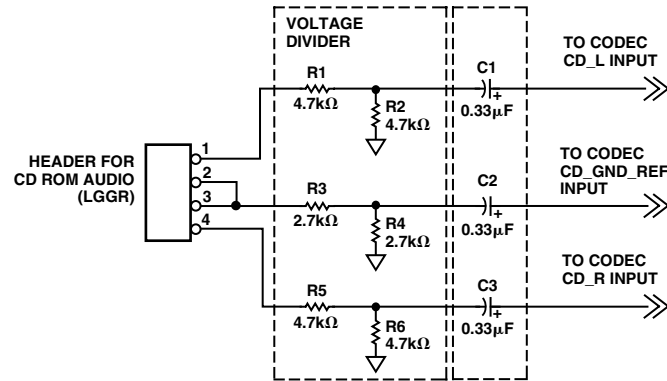 VOLTAGE
DIVIDER
TO CODEC
CD_L INPUT
R1
4.7kΩ
C1
+
0.33μF
R2
4.7kΩ
HEADER FOR
CD ROM AUDIO
(LGGR)
1
2
3
4
TO CODEC
CD_GND_REF
INPUT
R3
2.7kΩ
C2
+
0.33μF
R4
2.7kΩ
TO CODEC
CD_R INPUT
R5
4.7kΩ
C3
+
0.33μF
R6
4.7kΩ